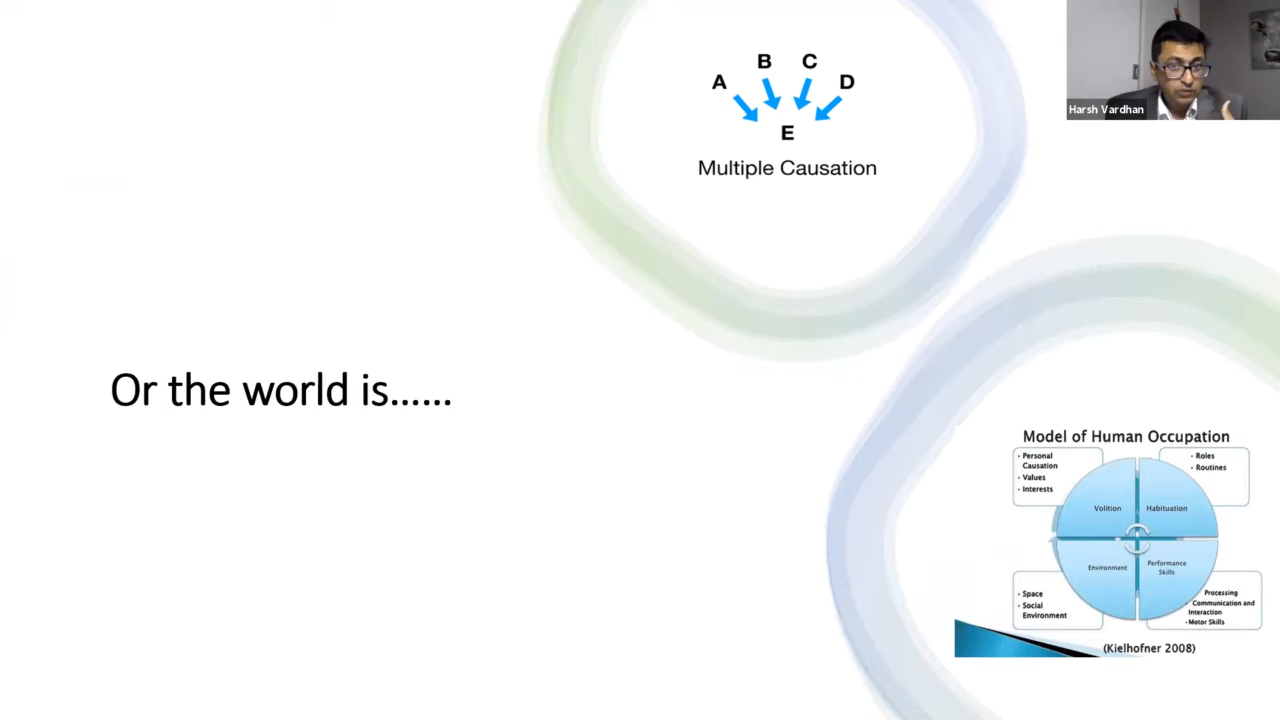 B C
A D
E
Multiple Causation
Harsh Vardhan
Or the world is......
Model of Human Occupation
• Personal
Causation
• Values
• Interests
• Roles
• Routines
Volition
Habituation
Environment
Performance
Skills
• Space
• Social
Environment
Processing
• Communication and
Interaction
• Motor Skills
(Kielhofner 2008)